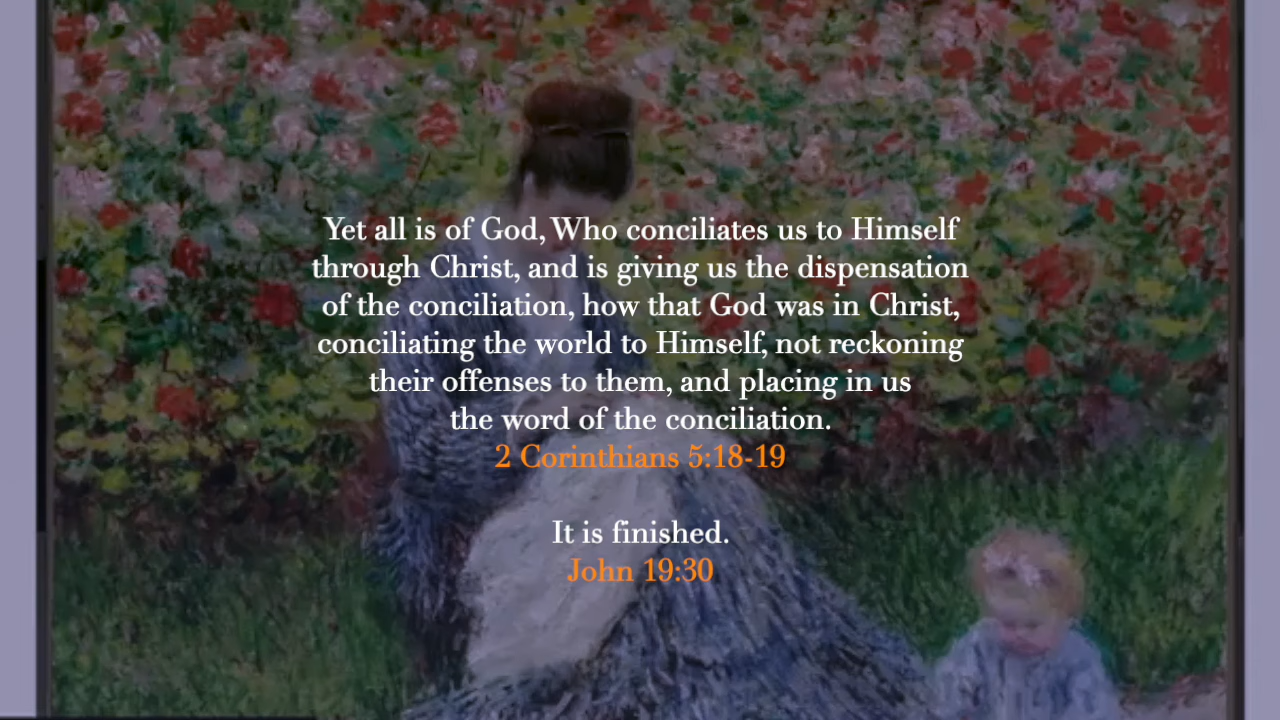 Yet all is of God, Who conciliates us to Himself
through Christ, and is giving us the dispensation
of the conciliation, how that God was in Christ,
conciliating the world to Himself, not reckoning
their offenses to them, and placing in us
the word of the conciliation.
2 Corinthians 5:18-19
It is finished.
John 19:30